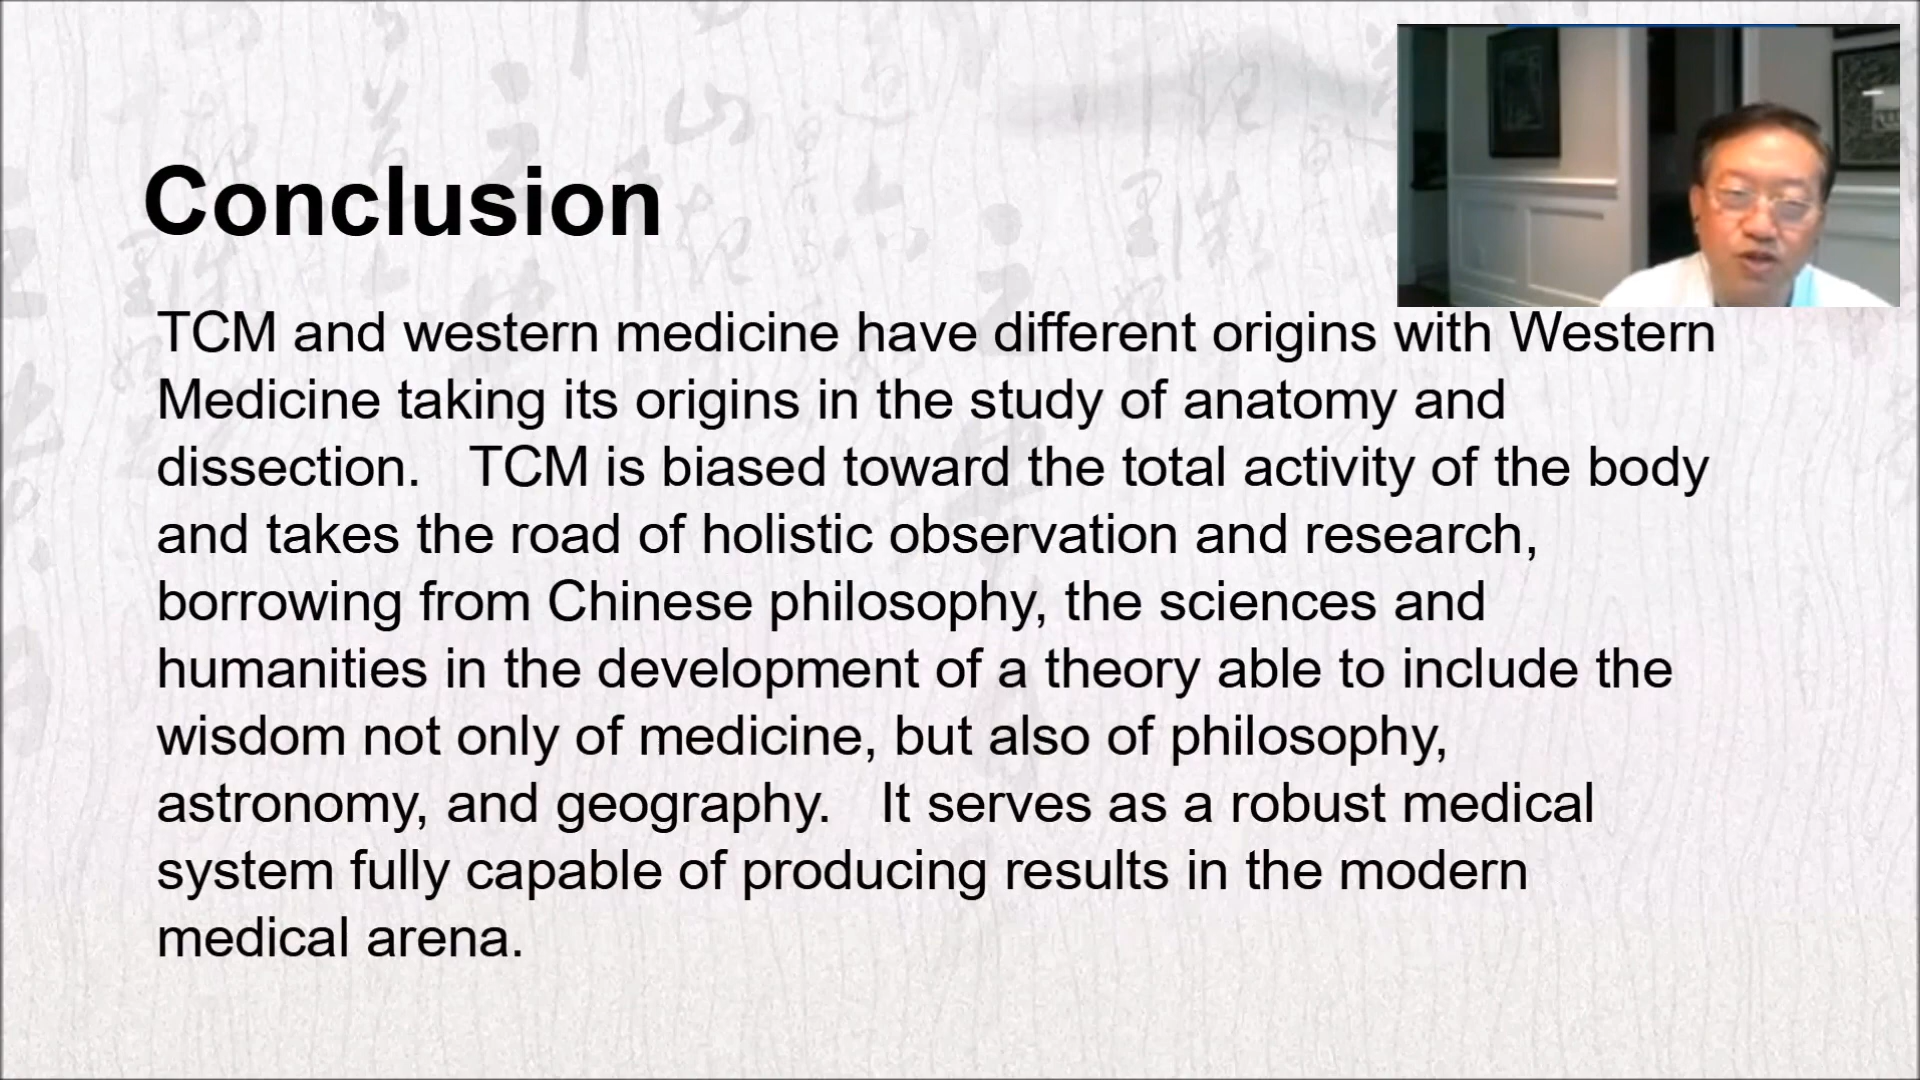 Conclusion
TCM and western medicine have different origins with Western
Medicine taking its origins in the study of anatomy and
dissection.   TCM is biased toward the total activity of the body
and takes the road of holistic observation and research,
borrowing from Chinese philosophy, the sciences and
humanities in the development of a theory able to include the
wisdom not only of medicine, but also of philosophy,
astronomy, and geography.   It serves as a robust medical
system fully capable of producing results in the modern
medical arena.